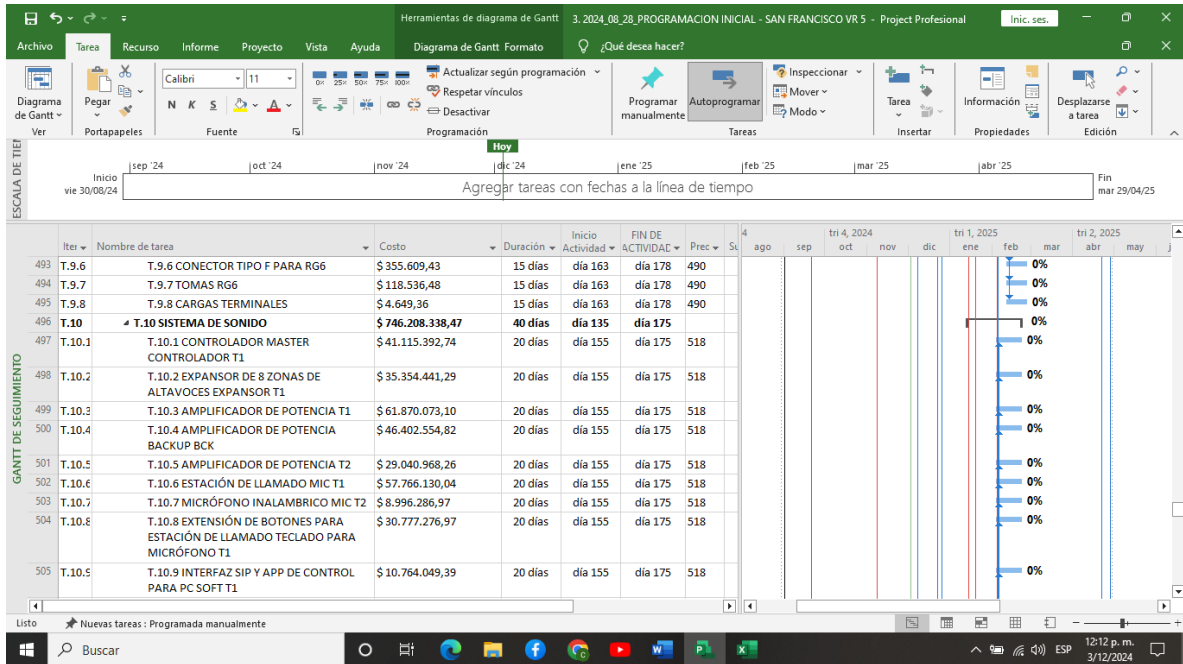 Herramientas de diagrama de Gantt 3. 2024_08_28_PROGRAMACION INICIAL - SAN FRANCISCO VR 5 - Project Profesional Inic. ses.
Archivo Tarea Recurso Informe Proyecto Vista Ayuda Diagrama de Gantt Formato ¿Qué desea hacer?
Calibri 11 0% 25% 50% 75% 100% Actualizar según programación Inspeccionar
Respetar vínculos Mover
Desactivar Modo
Diagrama de Gantt Pegar N K S Programar manualmente Autoprogramar Tarea Información Desplazarse a tarea
Ver Portapapeles Fuente Programación Tareas Insertar Propiedades Edición
ESCALA DE TIEM
Hoy
sep '24 oct '24 nov '24 dic '24 ene '25 feb '25 mar '25 abr '25
Inicio
vie 30/08/24
Agregar tareas con fechas a la línea de tiempo
Fin
mar 29/04/25
GANTT DE SEGUIMIENTO
Iter Nombre de tarea Costo Duración Inicio Actividad FIN DE ACTIVIDAD Prec Su
4 tri 4, 2024 tri 1, 2025 tri 2, 2025
ago sep oct nov dic ene feb mar abr may j
493 T.9.6 T.9.6 CONECTOR TIPO F PARA RG6 $ 355.609,43 15 días día 163 día 178 490 0%
494 T.9.7 T.9.7 TOMAS RG6 $ 118.536,48 15 días día 163 día 178 490 0%
495 T.9.8 T.9.8 CARGAS TERMINALES $ 4.649,36 15 días día 163 día 178 490 0%
496 T.10 T.10 SISTEMA DE SONIDO $ 746.208.338,47 40 días día 135 día 175 0%
497 T.10.1 T.10.1 CONTROLADOR MASTER $ 41.115.392,74 20 días día 155 día 175 518 0%
CONTROLADOR T1
498 T.10.2 T.10.2 EXPANSOR DE 8 ZONAS DE $ 35.354.441,29 20 días día 155 día 175 518 0%
ALTAVOCES EXPANSOR T1
499 T.10.3 T.10.3 AMPLIFICADOR DE POTENCIA T1 $ 61.870.073,10 20 días día 155 día 175 518 0%
500 T.10.4 T.10.4 AMPLIFICADOR DE POTENCIA $ 46.402.554,82 20 días día 155 día 175 518 0%
BACKUP BCK
501 T.10.5 T.10.5 AMPLIFICADOR DE POTENCIA T2 $ 29.040.968,26 20 días día 155 día 175 518 0%
502 T.10.6 T.10.6 ESTACIÓN DE LLAMADO MIC T1 $ 57.766.130,04 20 días día 155 día 175 518 0%
503 T.10.7 T.10.7 MICRÓFONO INALAMBRICO MIC T2 $ 8.996.286,97 20 días día 155 día 175 518 0%
504 T.10.8 T.10.8 EXTENSIÓN DE BOTONES PARA $ 30.777.276,97 20 días día 155 día 175 518 0%
ESTACIÓN DE LLAMADO TECLADO PARA
MICRÓFONO T1
505 T.10.9 T.10.9 INTERFAZ SIP Y APP DE CONTROL $ 10.764.049,39 20 días día 155 día 175 518 0%
PARA PC SOFT T1
Listo Nuevas tareas : Programada manualmente
Buscar ESP 12:12 p. m.
3/12/2024